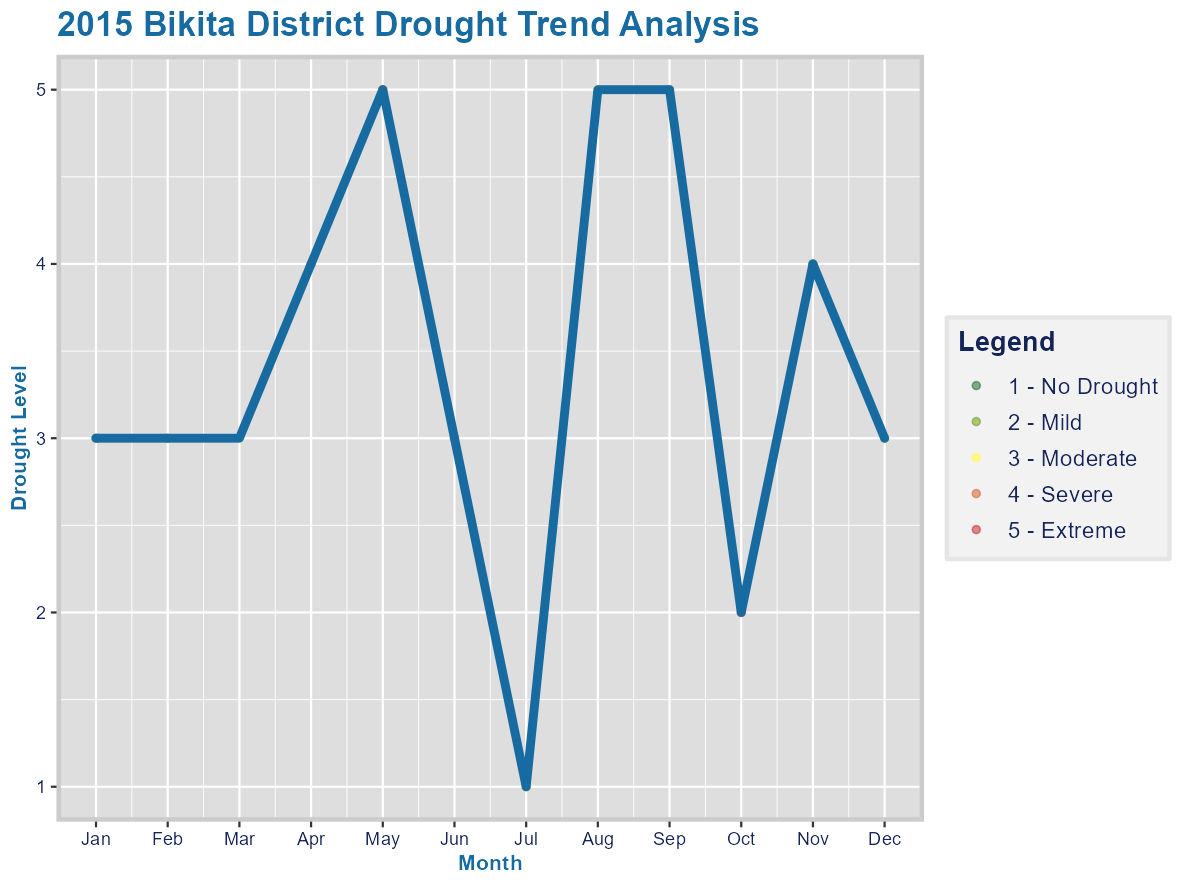 2015 Bikita District Drought Trend Analysis
5
4
3
2
1
Drought Level
Jan Feb Mar Apr May Jun Jul Aug Sep Oct Nov Dec
Month
Legend
1 - No Drought
2 - Mild
3 - Moderate
4 - Severe
5 - Extreme